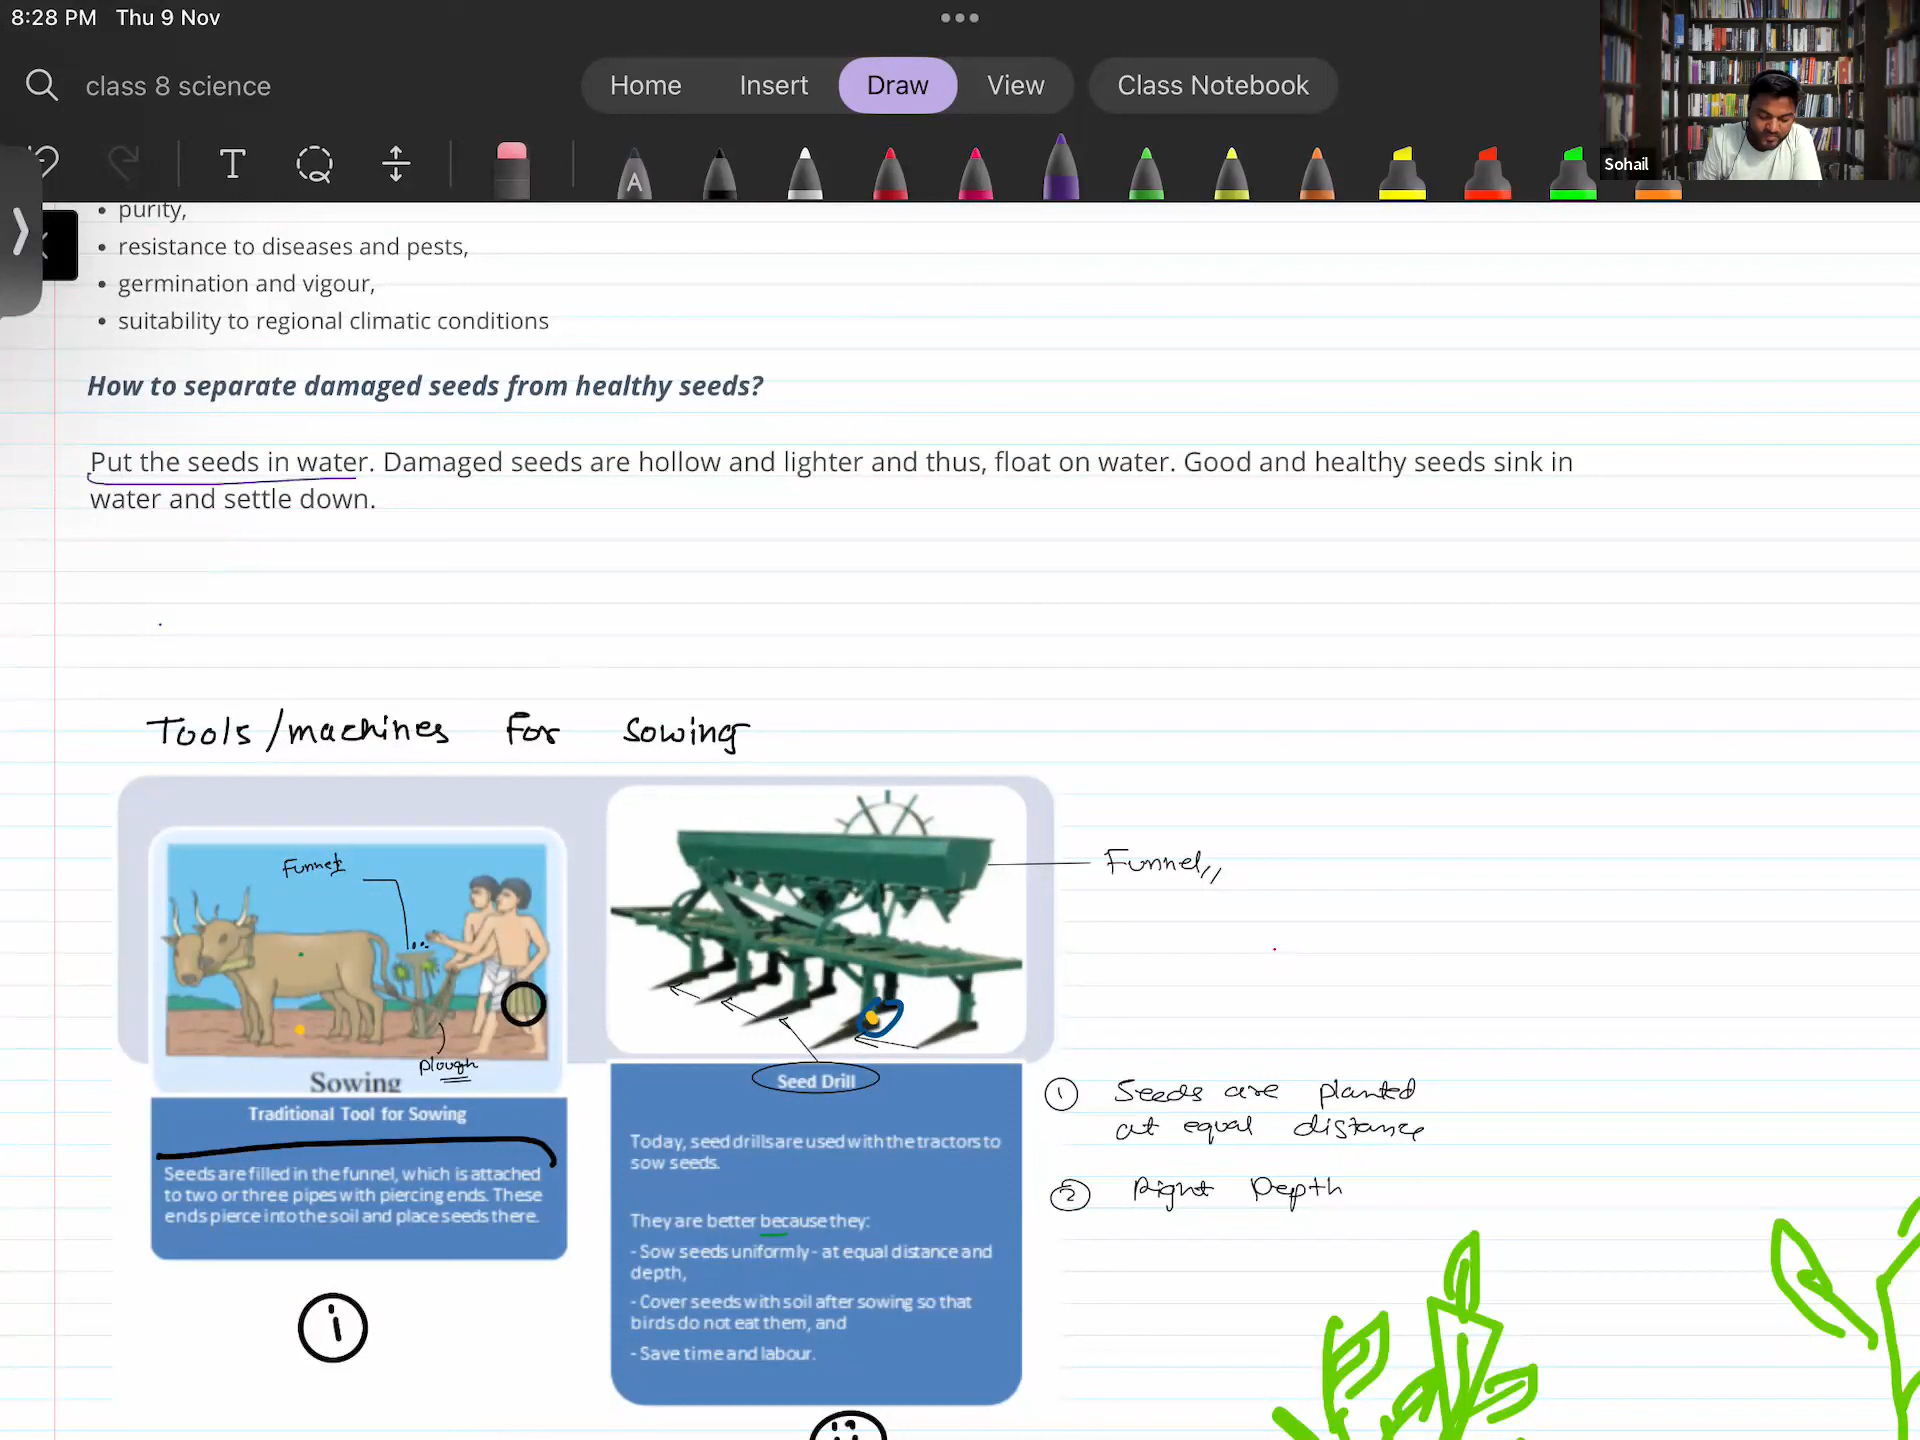 8:28 PM Thu 9 Nov
class 8 science
Home Insert Draw View Class Notebook
T
A
Sohail
• purity,
• resistance to diseases and pests,
• germination and vigour,
• suitability to regional climatic conditions
How to separate damaged seeds from healthy seeds?
Put the seeds in water. Damaged seeds are hollow and lighter and thus, float on water. Good and healthy seeds sink in
water and settle down.
Tools/machines For Sowing
Funnel
Plough
Sowing
Traditional Tool for Sowing
Seeds are filled in the funnel, which is attached
to two or three pipes with piercing ends. These
ends pierce into the soil and place seeds there.
i
Funnel
Seed Drill
Today, seed drills are used with the tractors to
sow seeds.
They are better because they:
- Sow seeds uniformly - at equal distance and
depth,
- Cover seeds with soil after sowing so that
birds do not eat them, and
- Save time and labour.
ii
① Seeds are planted
at equal distance
② Right Depth